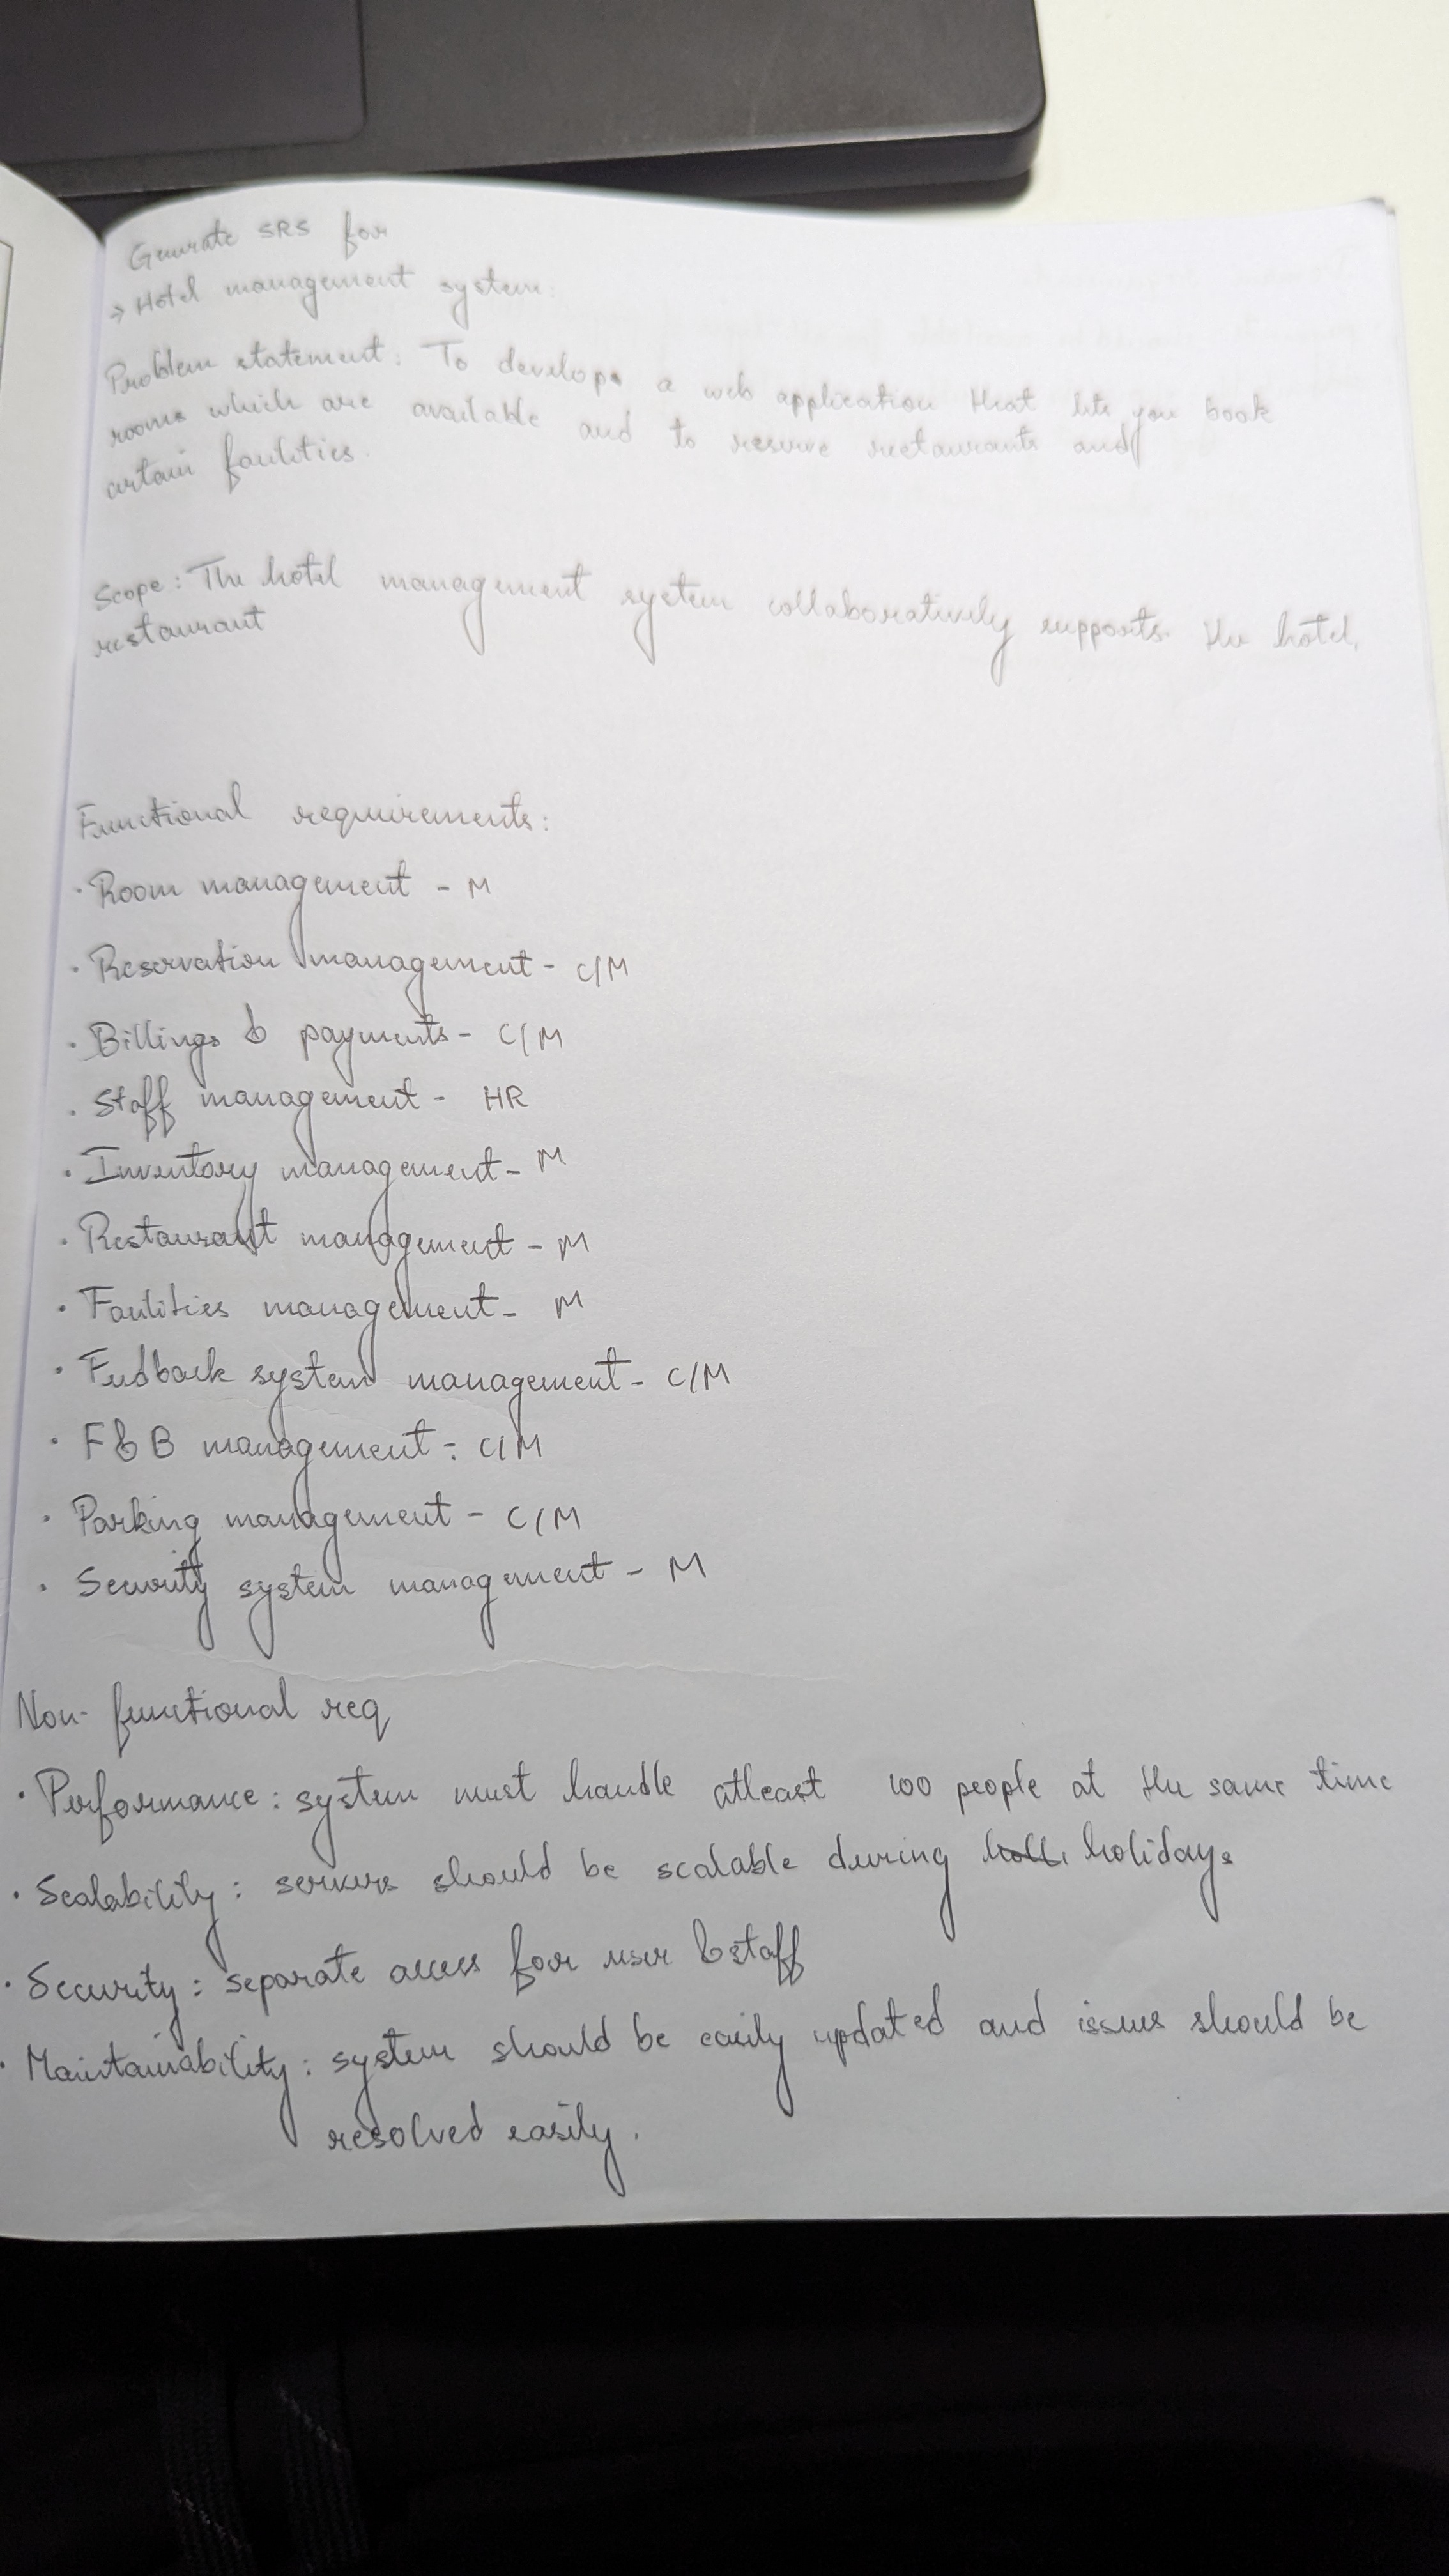 Generate SRS for
→ Hotel management system:
Problem statement: To develop a web application that lets you book
rooms which are available and to reserve restaurants and
certain facilities.
Scope: The hotel management system collaboratively supports the hotel,
restaurant
Functional requirements:
· Room management - M
· Reservation management - C/M
· Billings & payments - C/M
· Staff management - HR
· Inventory management - M
· Restaurant management - M
· Facilities management - M
· Feedback system management - C/M
· F&B management - C/M
· Parking management - C/M
· Security system management - M
Non-functional req
· Performance: system must handle atleast 100 people at the same time
· Scalability: servers should be scalable during holidays
· Security: separate access for user & staff
· Maintainability: system should be easily updated and issues should be
resolved easily.